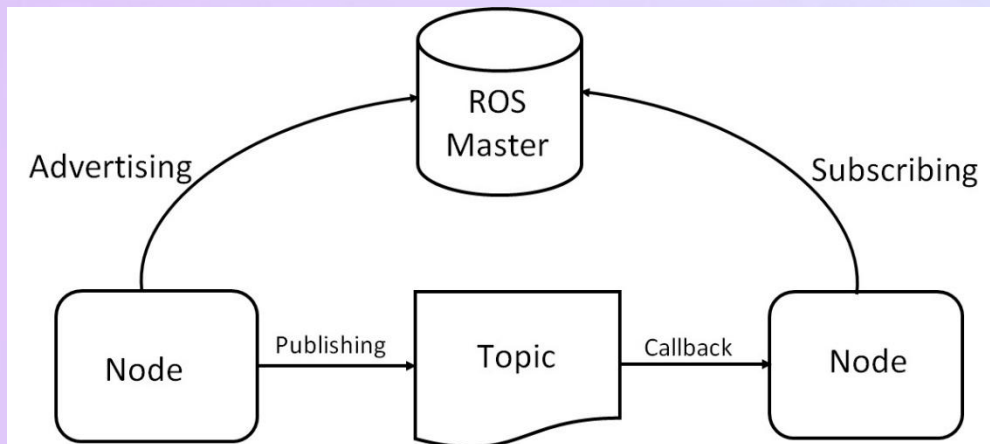 ROS
Master
Advertising
Subscribing
Node
Publishing
Topic
Callback
Node